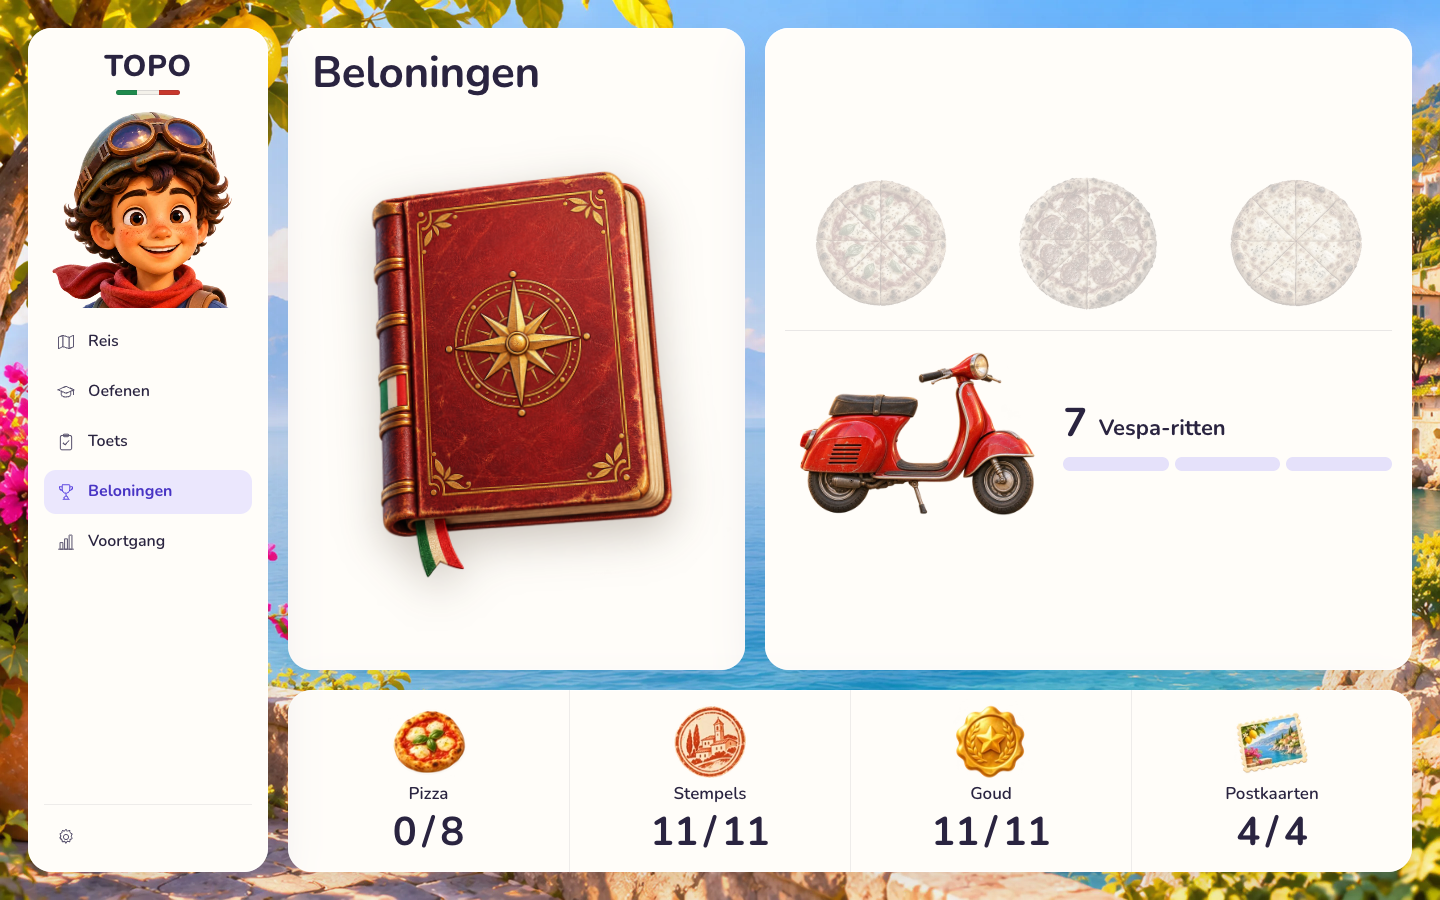 TOPO
Reis
Oefenen
Toets
Beloningen
Voortgang
Beloningen
7 Vespa-ritten
Pizza
0/8
Stempels
11/11
Goud
11/11
Postkaarten
4/4